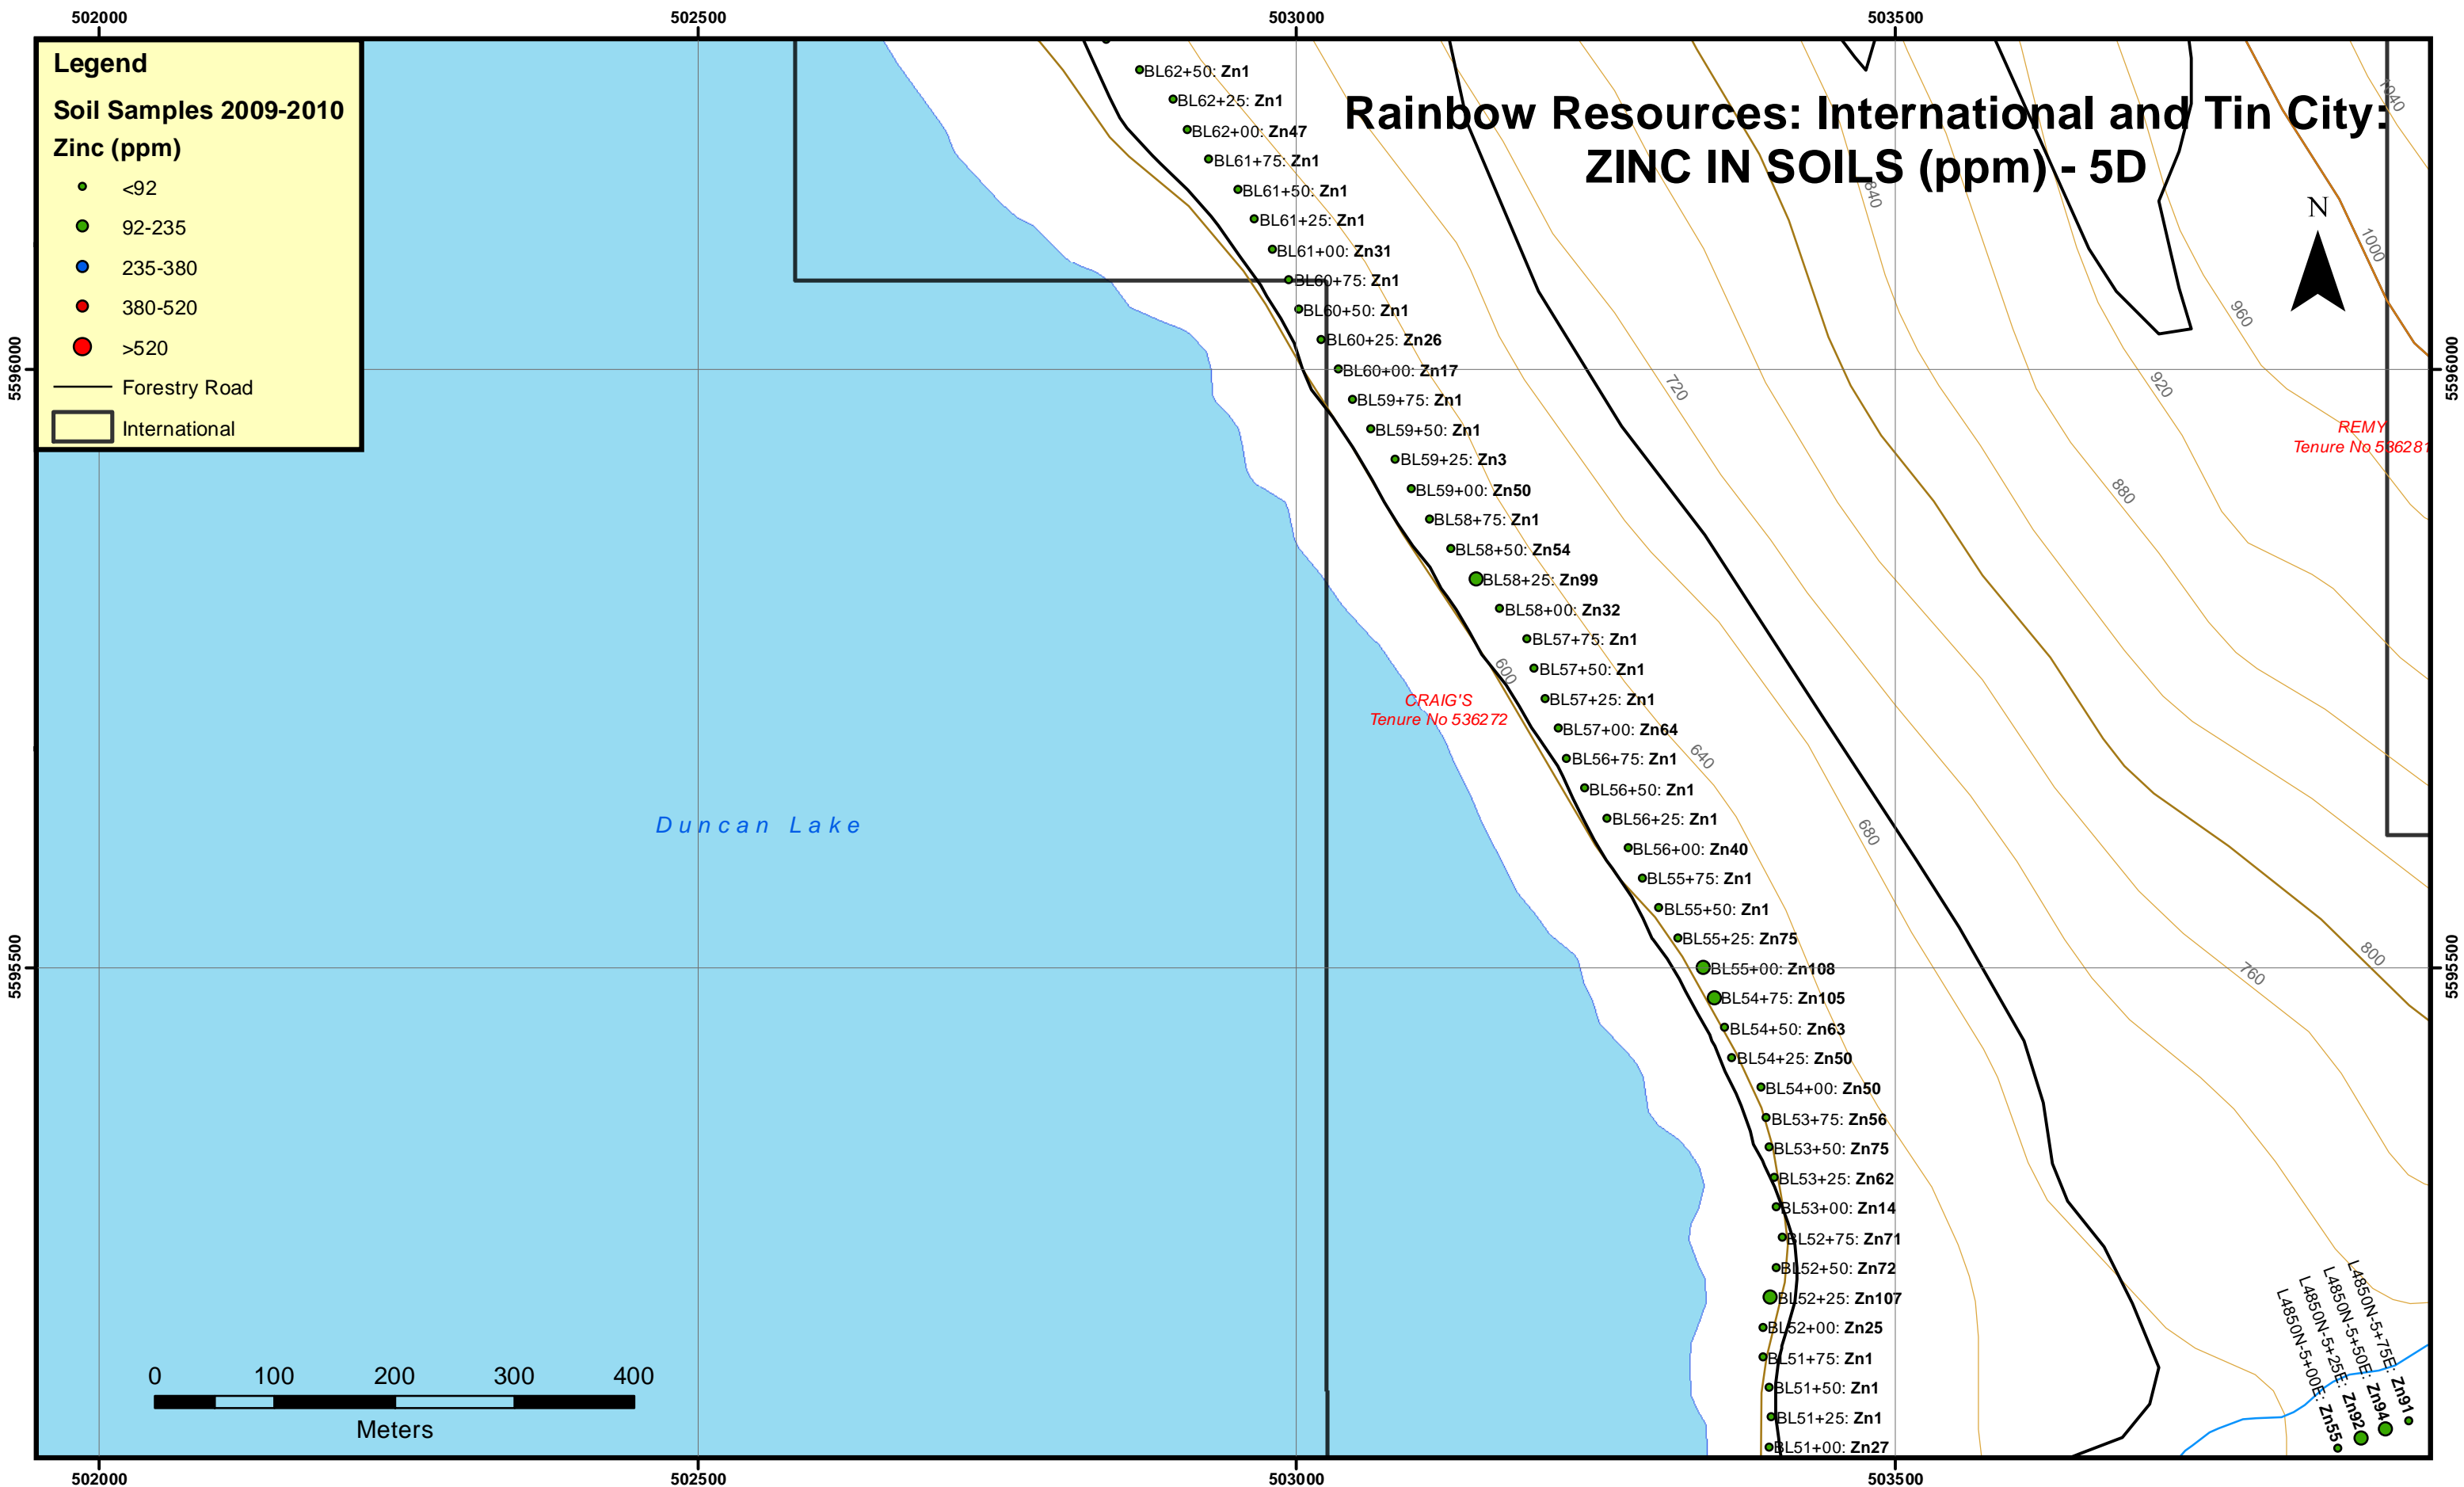 502000
502500
503000
503500
Legend
Soil Samples 2009-2010
Zinc (ppm)
<92
92-235
235-380
380-520
>520
Forestry Road
International
Rainbow Resources: International and Tin City:
ZINC IN SOILS (ppm) - 5D
N
BL62+50: Zn1
BL62+25: Zn1
BL62+00: Zn47
BL61+75: Zn1
BL61+50: Zn1
BL61+25: Zn1
BL61+00: Zn31
BL60+75: Zn1
BL60+50: Zn1
BL60+25: Zn26
BL60+00: Zn17
BL59+75: Zn1
BL59+50: Zn1
BL59+25: Zn3
BL59+00: Zn50
BL58+75: Zn1
BL58+50: Zn54
BL58+25: Zn99
BL58+00: Zn32
BL57+75: Zn1
BL57+50: Zn1
BL57+25: Zn1
BL57+00: Zn64
BL56+75: Zn1
BL56+50: Zn1
BL56+25: Zn1
BL56+00: Zn40
BL55+75: Zn1
BL55+50: Zn1
BL55+25: Zn75
BL55+00: Zn108
BL54+75: Zn105
BL54+50: Zn63
BL54+25: Zn50
BL54+00: Zn50
BL53+75: Zn56
BL53+50: Zn75
BL53+25: Zn62
BL53+00: Zn14
BL52+75: Zn71
BL52+50: Zn72
BL52+25: Zn107
BL52+00: Zn25
BL51+75: Zn1
BL51+50: Zn1
BL51+25: Zn1
BL51+00: Zn27
L4850N-5+00E: Zn55
L4850N-5+25E: Zn92
L4850N-5+50E: Zn94
L4850N-5+75E: Zn91
1040
1000
960
920
880
840
800
760
720
680
640
600
REMY
Tenure No 536281
CRAIG'S
Tenure No 536272
Duncan Lake
5596000
5596000
5595500
5595500
0 100 200 300 400
Meters
502000
502500
503000
503500